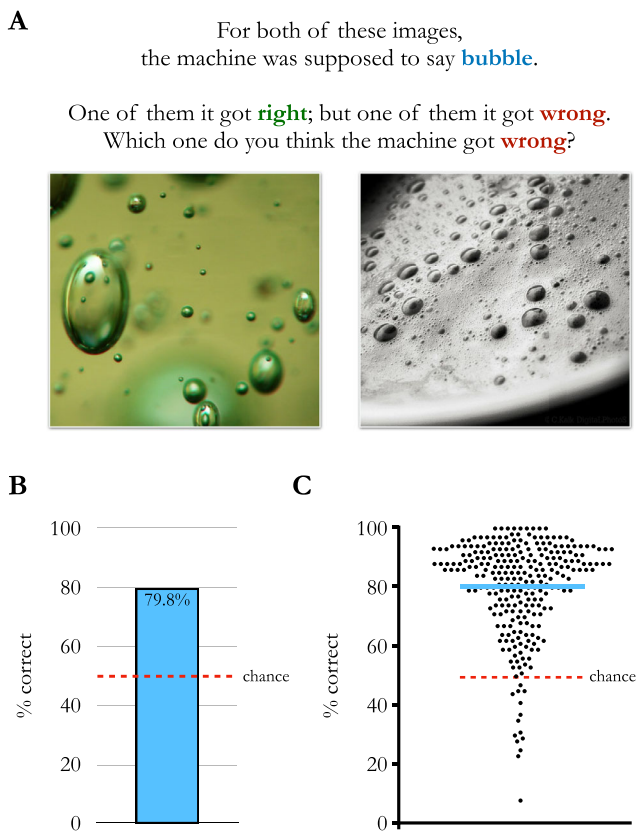 A
For both of these images,
the machine was supposed to say bubble.
One of them it got right; but one of them it got wrong.
Which one do you think the machine got wrong?
B
C
100
80
60
40
20
0
% correct
79.8%
chance
100
80
60
40
20
0
% correct
chance